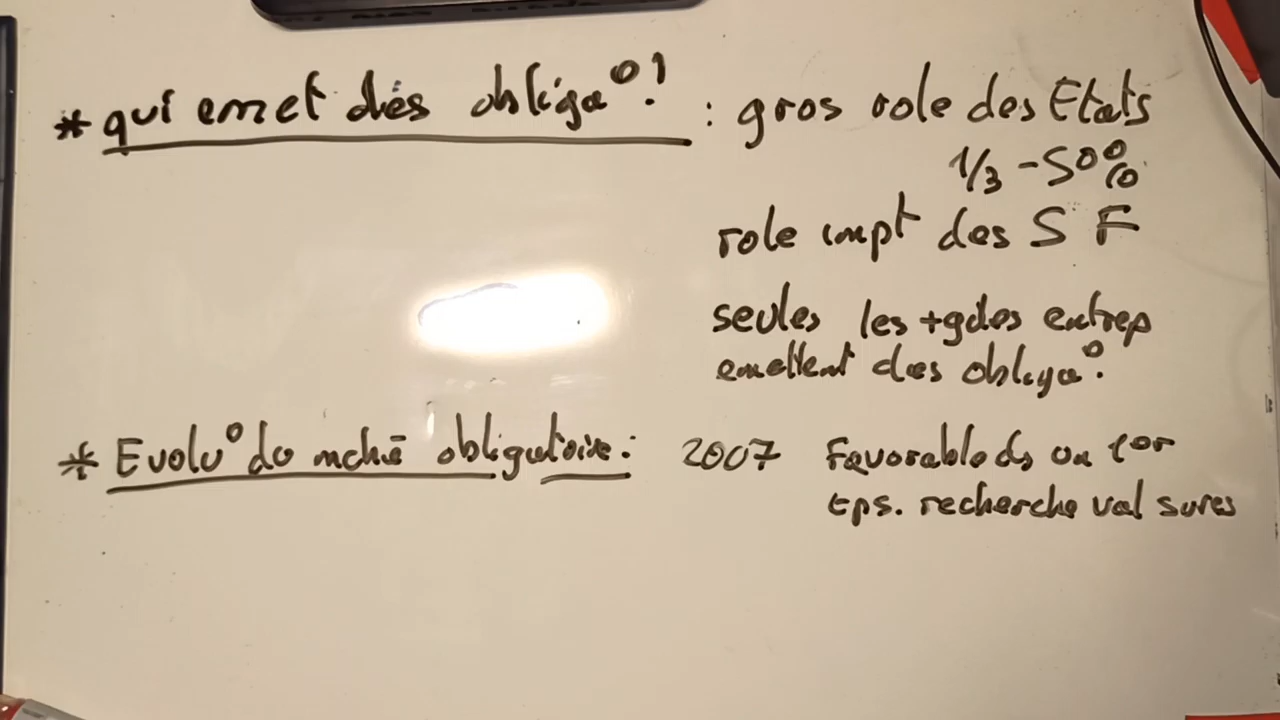 * qui emet des obliga°? : gros role des Etats
1/3 - 50%
role impt des S F
seules les + gdes entrep
emettent des obliga°.
* Evolu° du mché obligatoire : 2007 Favorable ds un 1er
tps. recherche val sures